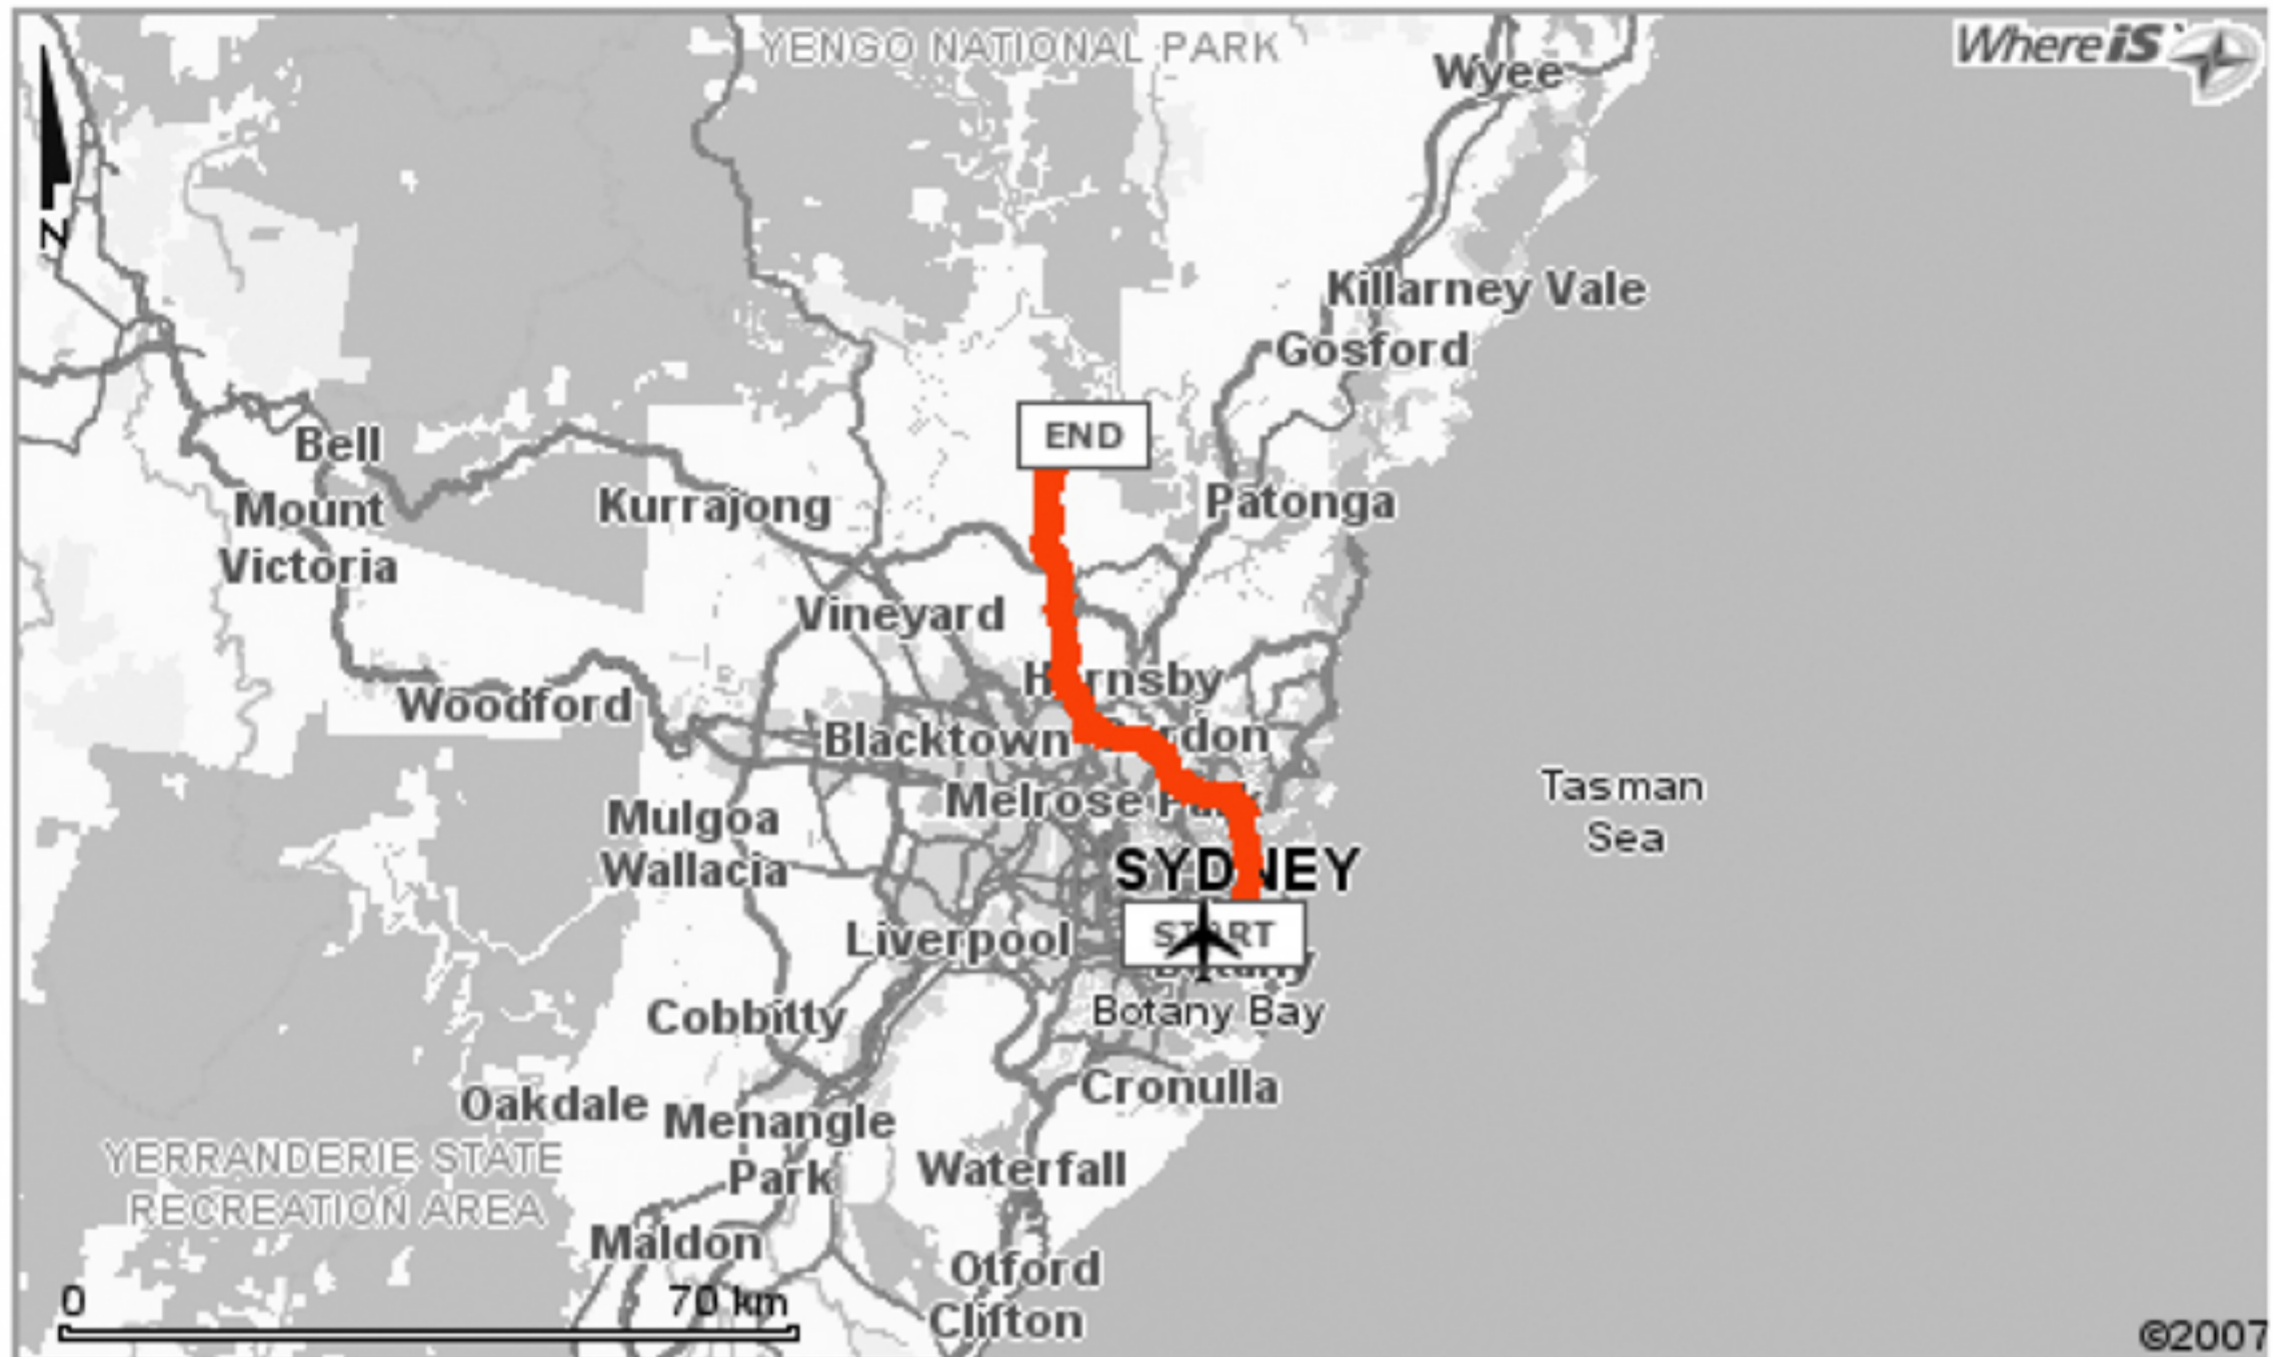 YENGO NATIONAL PARK
WhereiS
Wyee
N
Killarney Vale
Gosford
END
Bell
Mount
Victoria
Kurrajong
Patonga
Vineyard
Woodford
Blacktown
Melrose
Mulgoa
Wallacia
Tasman
Sea
SYDNEY
START
Liverpool
Botany Bay
Cobbitty
Cronulla
Oakdale
Menangle
Park
YERRANDERIE STATE
RECREATION AREA
Waterfall
Maldon
Otford
Clifton
0
70 km
©2007